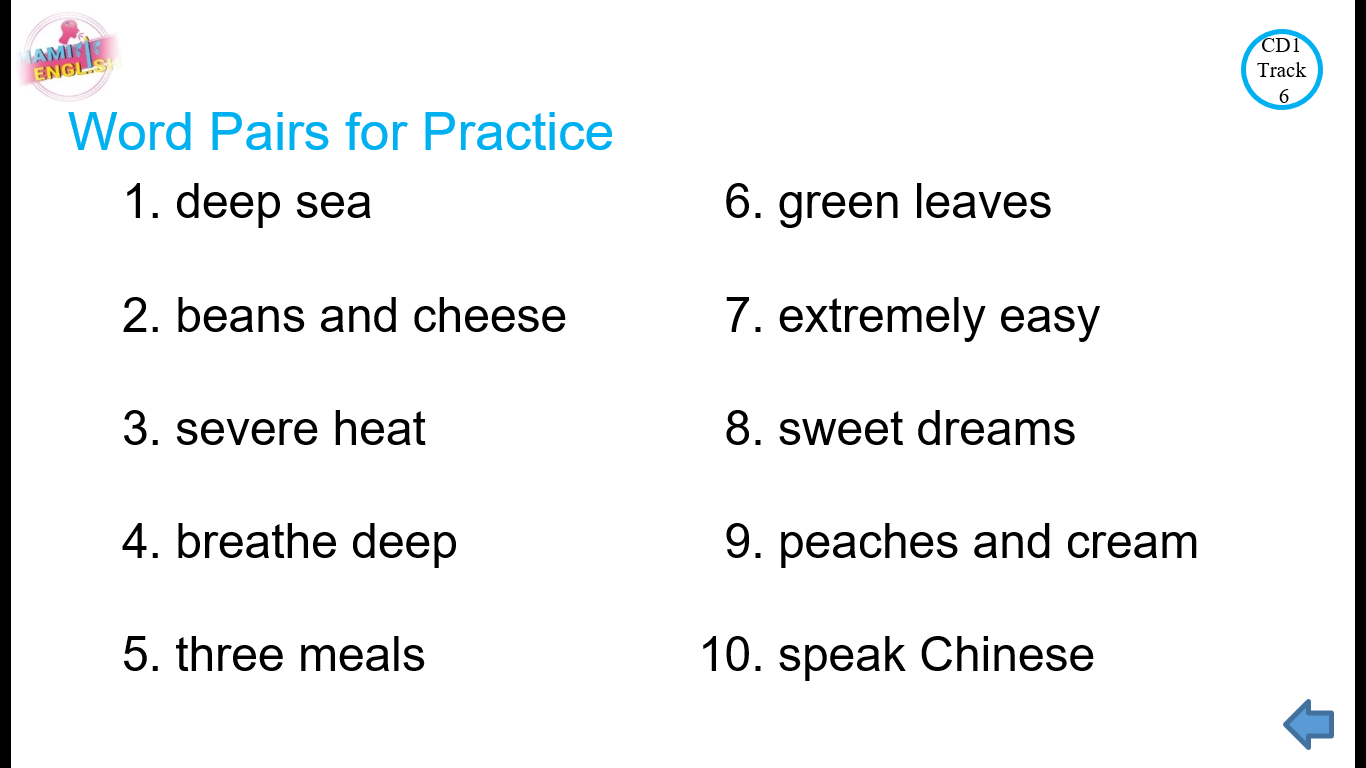 CD1
Track
6
Word Pairs for Practice
1. deep sea
2. beans and cheese
3. severe heat
4. breathe deep
5. three meals
6. green leaves
7. extremely easy
8. sweet dreams
9. peaches and cream
10. speak Chinese